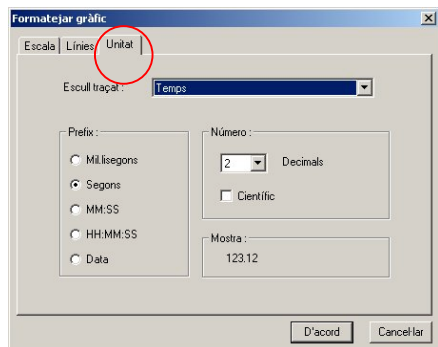 Formatejar gràfic
Escala Línies Unitat
Escull traçat : Temps
Prefix :
Mil.lisegons
Segons
MM:SS
HH:MM:SS
Data
Número :
2 Decimals
Científic
Mostra :
123.12
D'acord Cancel·lar